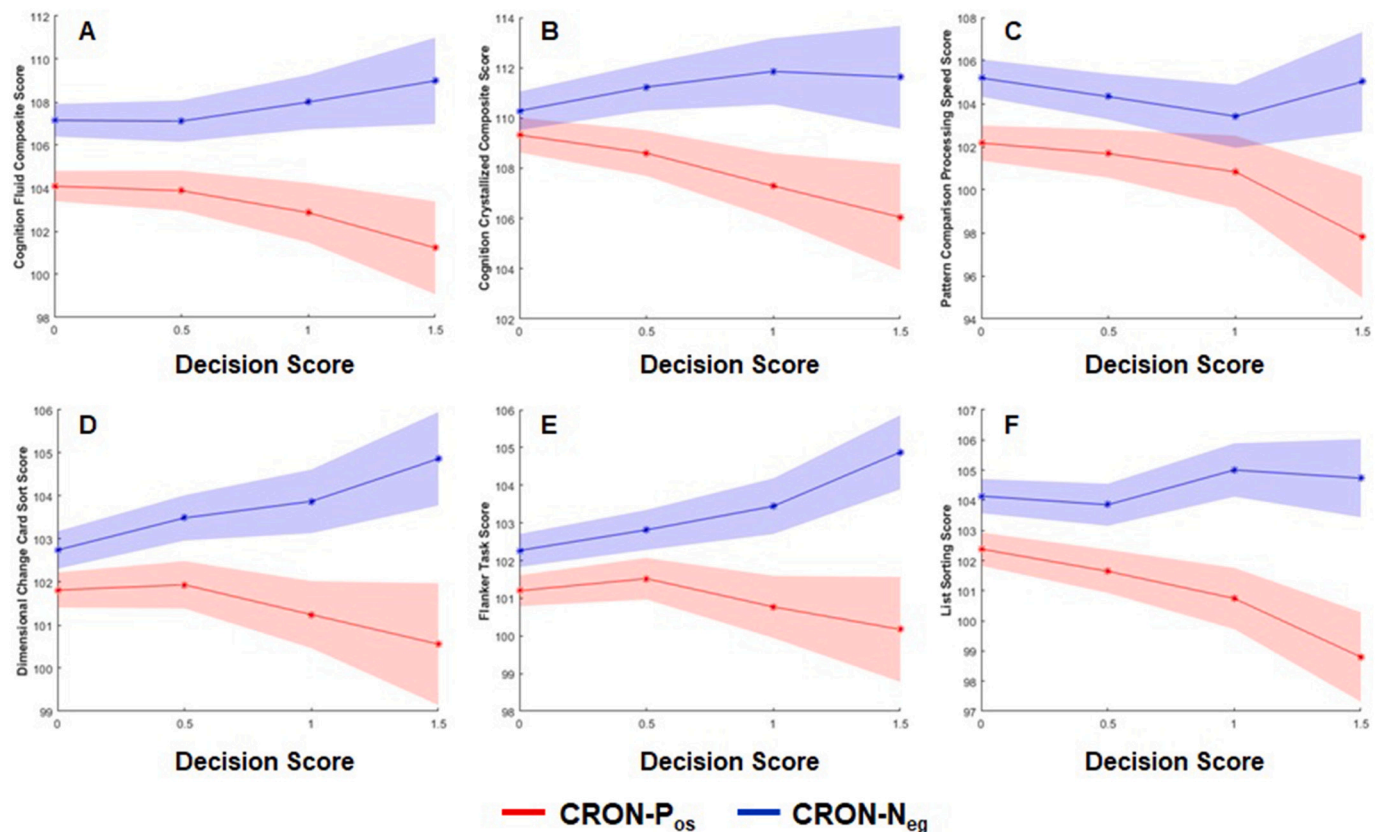 A
Cognition Fluid Composite Score
112
110
108
106
104
102
100
98
0 0.5 1 1.5
Decision Score
B
Cognition Crystallized Composite Score
114
112
110
108
106
104
102
0 0.5 1 1.5
Decision Score
C
Pattern Comparison Processing Speed Score
108
106
104
102
100
98
96
94
0 0.5 1 1.5
Decision Score
D
Dimensional Change Card Sort Score
106
105
104
103
102
101
100
99
0 0.5 1 1.5
Decision Score
E
Flanker Task Score
106
105
104
103
102
101
100
99
98
0 0.5 1 1.5
Decision Score
F
List Sorting Score
107
106
105
104
103
102
101
100
99
98
97
0 0.5 1 1.5
Decision Score
CRON-Pos CRON-Neg